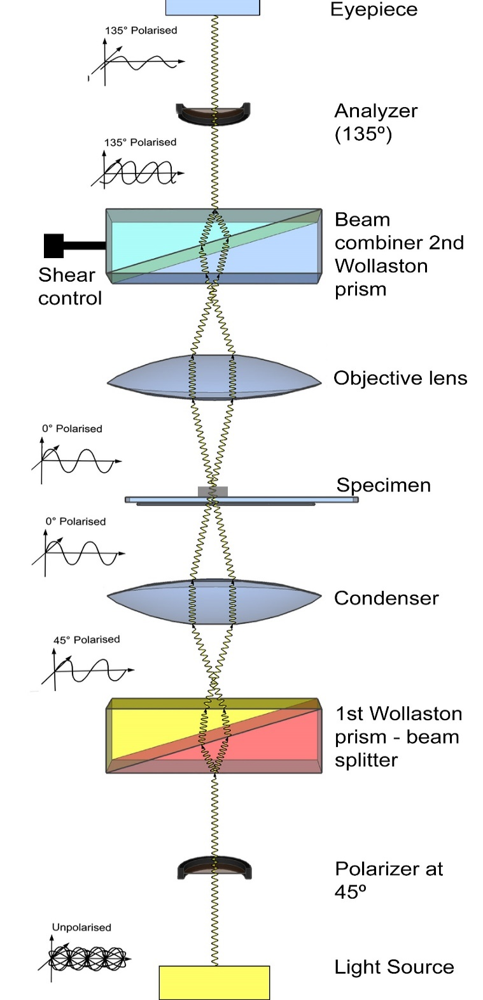 Eyepiece
135° Polarised
Analyzer
(135º)
135° Polarised
Beam
combiner 2nd
Wollaston
prism
Shear
control
Objective lens
0° Polarised
Specimen
0° Polarised
Condenser
45° Polarised
1st Wollaston
prism - beam
splitter
Polarizer at
45º
Unpolarised
Light Source